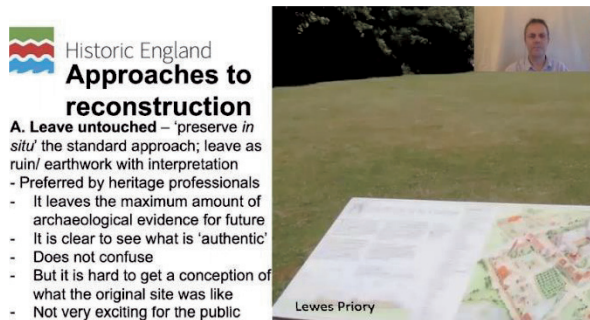 Historic England
Approaches to
reconstruction
A. Leave untouched – ‘preserve in
situ’ the standard approach; leave as
ruin/ earthwork with interpretation
- Preferred by heritage professionals
- It leaves the maximum amount of
archaeological evidence for future
- It is clear to see what is ‘authentic’
- Does not confuse
- But it is hard to get a conception of
what the original site was like
- Not very exciting for the public
Lewes Priory